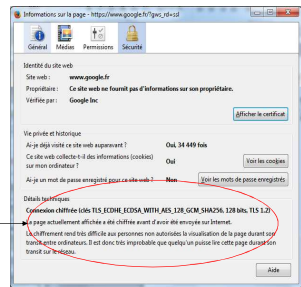 Informations sur la page - https://www.google.fr/?gws_rd=ssl
Général Médias Permissions Sécurité
Identité du site web
Site web : www.google.fr
Propriétaire : Ce site web ne fournit pas d'informations sur son propriétaire.
Vérifiée par : Google Inc
Afficher le certificat
Vie privée et historique
Ai-je déjà visité ce site web auparavant ? Oui, 34 449 fois
Ce site web collecte-t-il des informations (cookies) sur mon ordinateur ? Oui Voir les cookies
Ai-je un mot de passe enregistré pour ce site web ? Non Voir les mots de passe enregistrés
Détails techniques
Connexion chiffrée (clés TLS_ECDHE_ECDSA_WITH_AES_128_GCM_SHA256, 128 bits, TLS 1.2)
La page actuellement affichée a été chiffrée avant d'avoir été envoyée sur Internet.
Le chiffrement rend très difficile aux personnes non autorisées la visualisation de la page durant son
transit entre ordinateurs. Il est donc très improbable que quelqu'un puisse lire cette page durant son
transit sur le réseau.
Aide